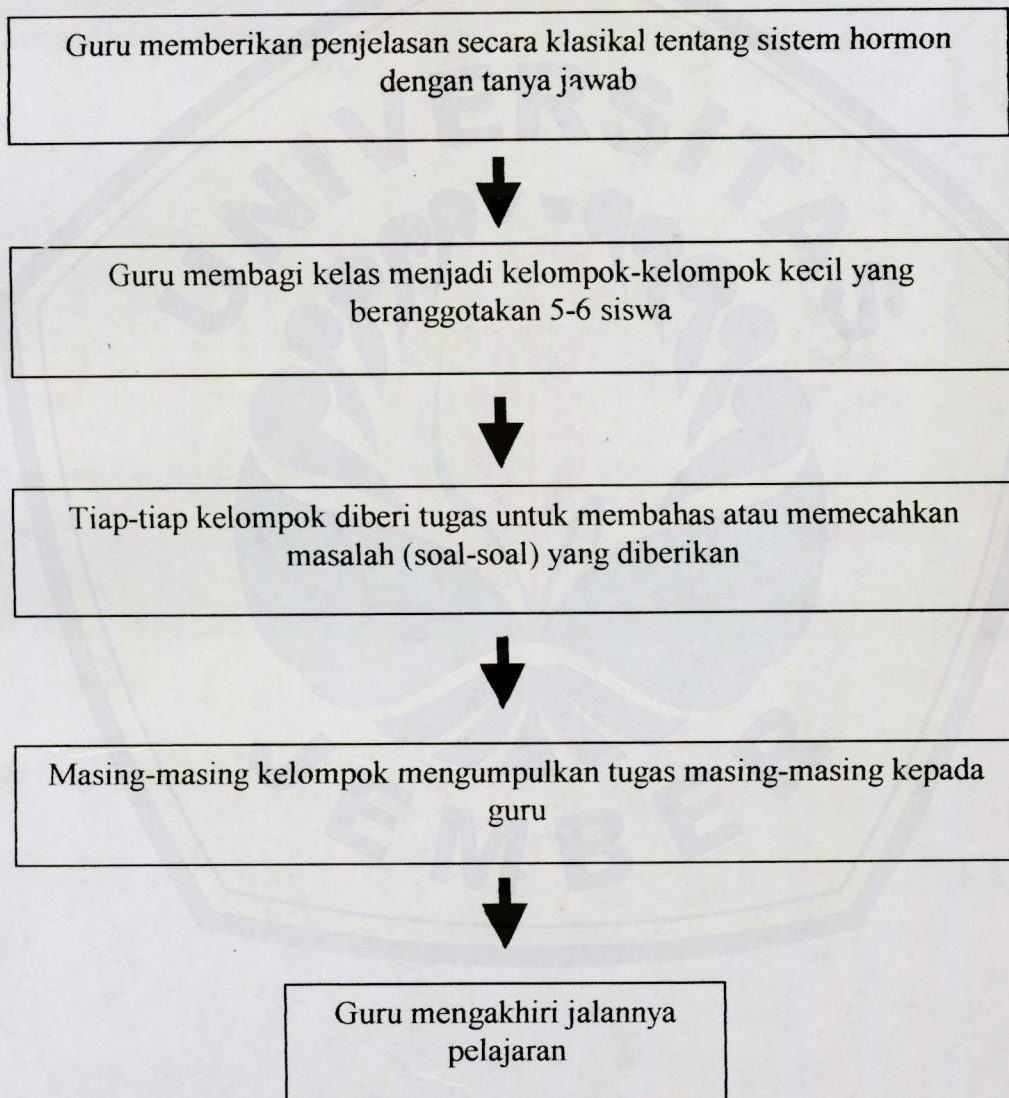 Guru memberikan penjelasan secara klasikal tentang sistem hormon
dengan tanya jawab
Guru membagi kelas menjadi kelompok-kelompok kecil yang
beranggotakan 5-6 siswa
Tiap-tiap kelompok diberi tugas untuk membahas atau memecahkan
masalah (soal-soal) yang diberikan
Masing-masing kelompok mengumpulkan tugas masing-masing kepada
guru
Guru mengakhiri jalannya
pelajaran
UNIVERSITAS
JEMBER